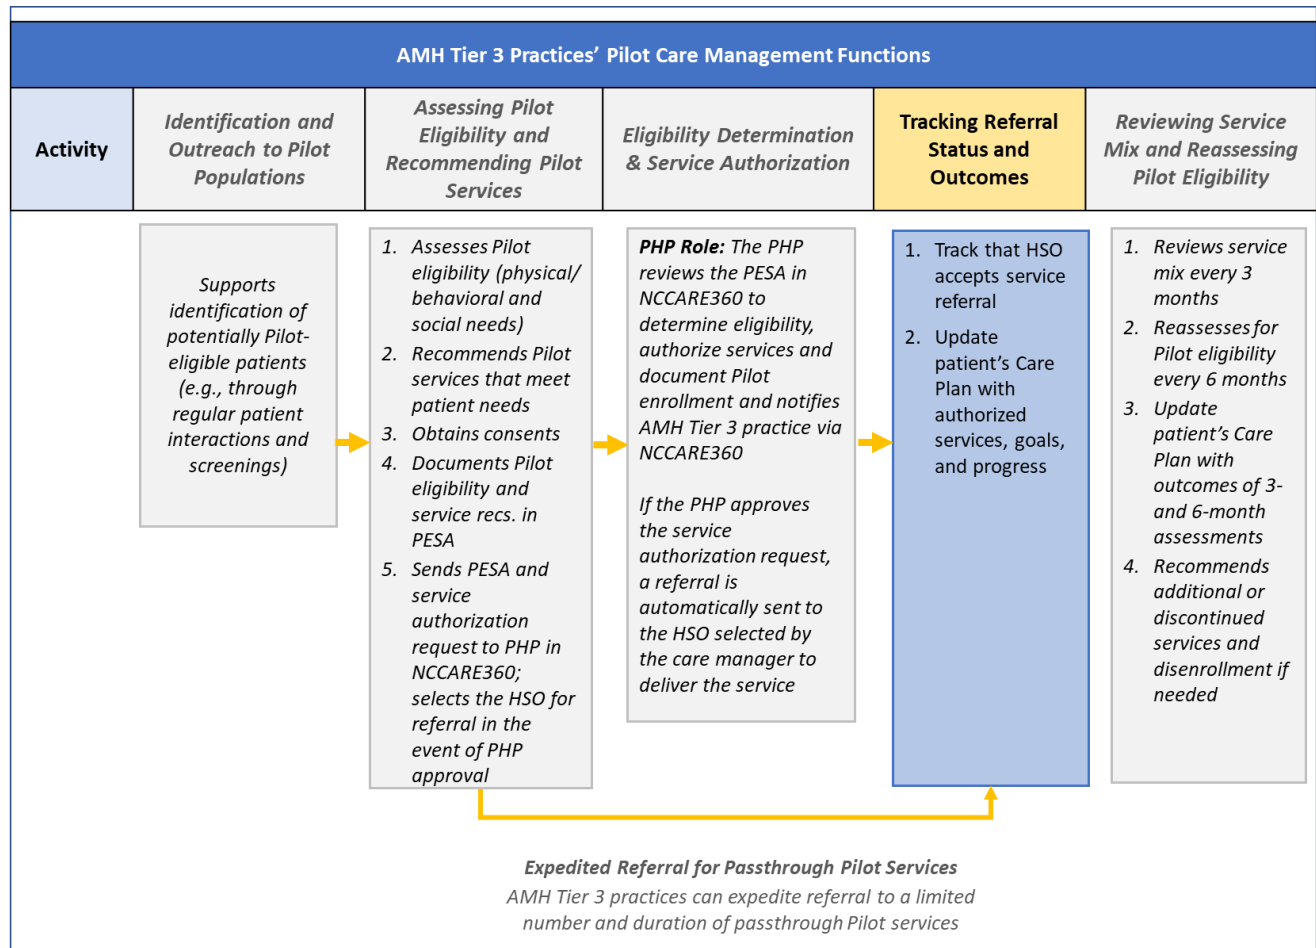 AMH Tier 3 Practices’ Pilot Care Management Functions
Activity
Identification and
Outreach to Pilot
Populations
Assessing Pilot
Eligibility and
Recommending Pilot
Services
Eligibility Determination
& Service Authorization
Tracking Referral
Status and
Outcomes
Reviewing Service
Mix and Reassessing
Pilot Eligibility
Supports
identification of
potentially Pilot-
eligible patients
(e.g., through
regular patient
interactions and
screenings)
1. Assesses Pilot
eligibility (physical/
behavioral and
social needs)
2. Recommends Pilot
services that meet
patient needs
3. Obtains consents
4. Documents Pilot
eligibility and
service recs. in
PESA
5. Sends PESA and
service
authorization
request to PHP in
NCCARE360;
selects the HSO for
referral in the
event of PHP
approval
PHP Role: The PHP
reviews the PESA in
NCCARE360 to
determine eligibility,
authorize services and
document Pilot
enrollment and notifies
AMH Tier 3 practice via
NCCARE360
If the PHP approves
the service
authorization request,
a referral is
automatically sent to
the HSO selected by
the care manager to
deliver the service
1. Track that HSO
accepts service
referral
2. Update
patient’s Care
Plan with
authorized
services, goals,
and progress
1. Reviews service
mix every 3
months
2. Reassesses for
Pilot eligibility
every 6 months
3. Update
patient’s Care
Plan with
outcomes of 3-
and 6-month
assessments
4. Recommends
additional or
discontinued
services and
disenrollment if
needed
Expedited Referral for Passthrough Pilot Services
AMH Tier 3 practices can expedite referral to a limited
number and duration of passthrough Pilot services